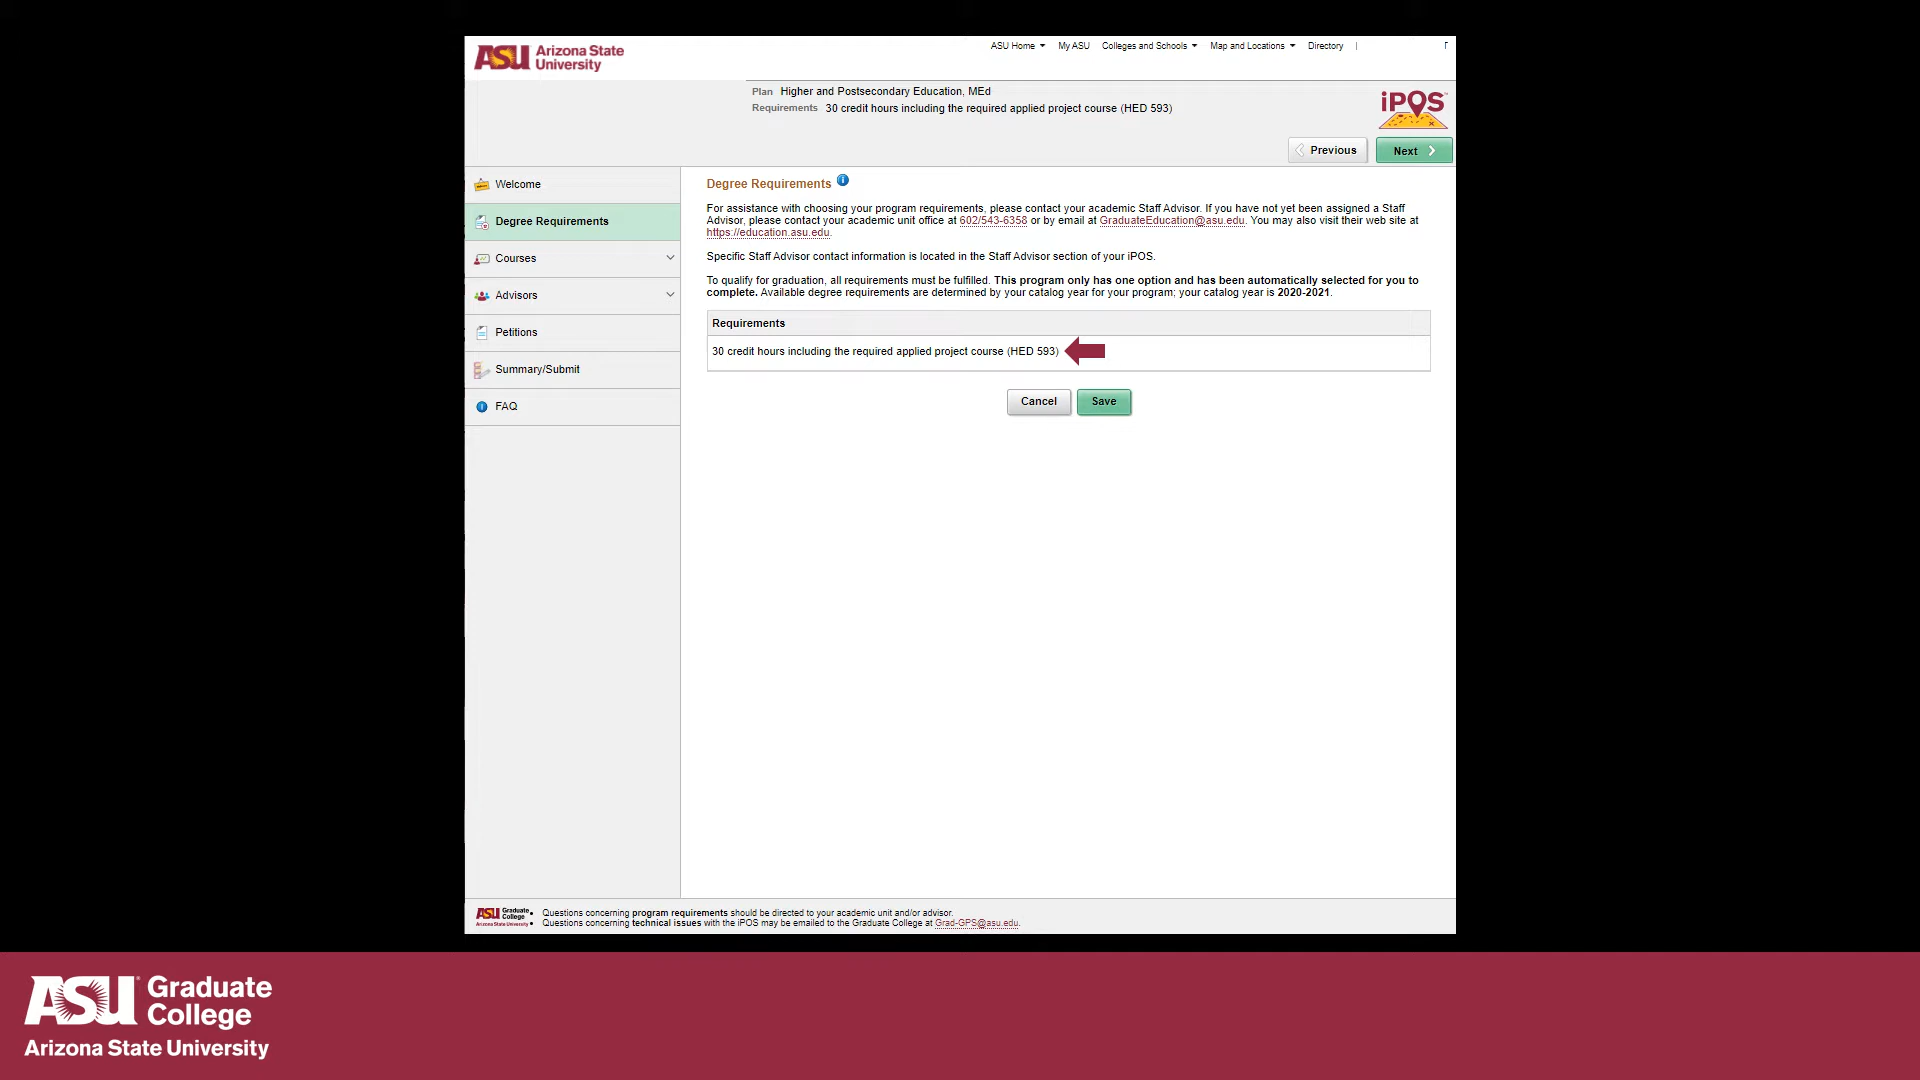 ASU Arizona State University
ASU Home My ASU Colleges and Schools Map and Locations Directory |
Plan Higher and Postsecondary Education, MEd
Requirements 30 credit hours including the required applied project course (HED 593)
iPOS
Previous Next
Welcome
Degree Requirements
Courses
Advisors
Petitions
Summary/Submit
FAQ
Degree Requirements
For assistance with choosing your program requirements, please contact your academic Staff Advisor. If you have not yet been assigned a Staff
Advisor, please contact your academic unit office at 602/543-6358 or by email at GraduateEducation@asu.edu. You may also visit their web site at
https://education.asu.edu.
Specific Staff Advisor contact information is located in the Staff Advisor section of your iPOS.
To qualify for graduation, all requirements must be fulfilled. This program only has one option and has been automatically selected for you to
complete. Available degree requirements are determined by your catalog year for your program; your catalog year is 2020-2021.
Requirements
30 credit hours including the required applied project course (HED 593)
Cancel Save
ASU Graduate College
Arizona State University
• Questions concerning program requirements should be directed to your academic unit and/or advisor.
• Questions concerning technical issues with the iPOS may be emailed to the Graduate College at Grad-GPS@asu.edu.
ASU Graduate
College
Arizona State University